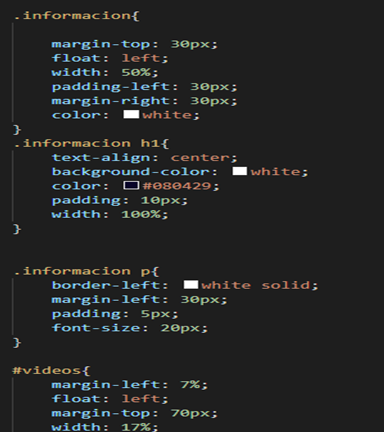 .informacion{
margin-top: 30px;
float: left;
width: 50%;
padding-left: 30px;
margin-right: 30px;
color: white;
}
.informacion h1{
text-align: center;
background-color: white;
color: #080429;
padding: 10px;
width: 100%;
}
.informacion p{
border-left: white solid;
margin-left: 30px;
padding: 5px;
font-size: 20px;
}
#videos{
margin-left: 7%;
float: left;
margin-top: 70px;
width: 17%;